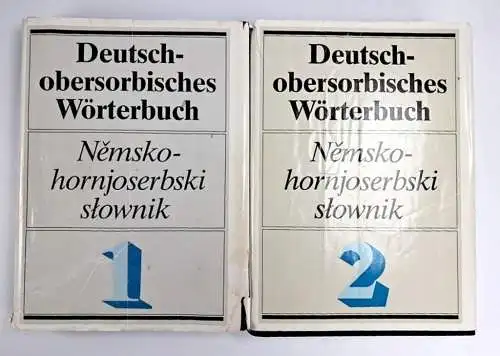 Deutsch-
obersorbisches
Wörterbuch
Němsko-
hornjoserbski
słownik
1
Deutsch-
obersorbisches
Wörterbuch
Němsko-
hornjoserbski
słownik
2